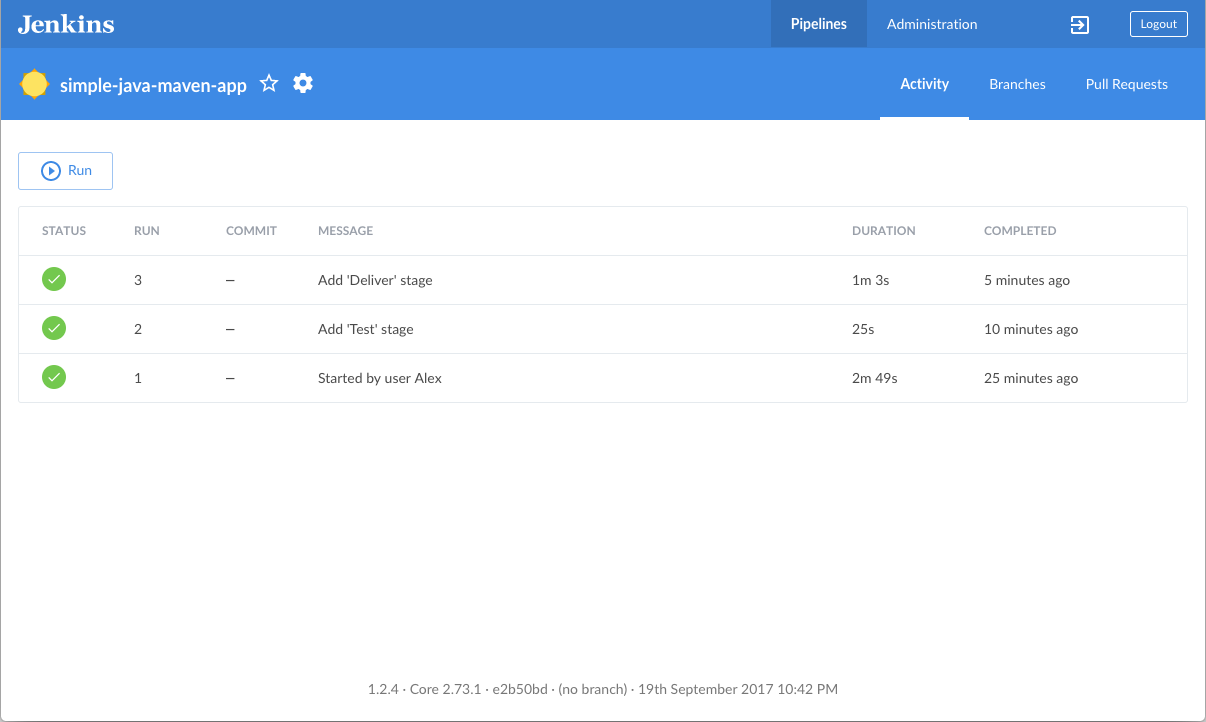 Jenkins Pipelines Administration Logout
simple-java-maven-app Activity Branches Pull Requests
Run
STATUS RUN COMMIT MESSAGE DURATION COMPLETED
3 – Add 'Deliver' stage 1m 3s 5 minutes ago
2 – Add 'Test' stage 25s 10 minutes ago
1 – Started by user Alex 2m 49s 25 minutes ago
1.2.4 · Core 2.73.1 · e2b50bd · (no branch) · 19th September 2017 10:42 PM